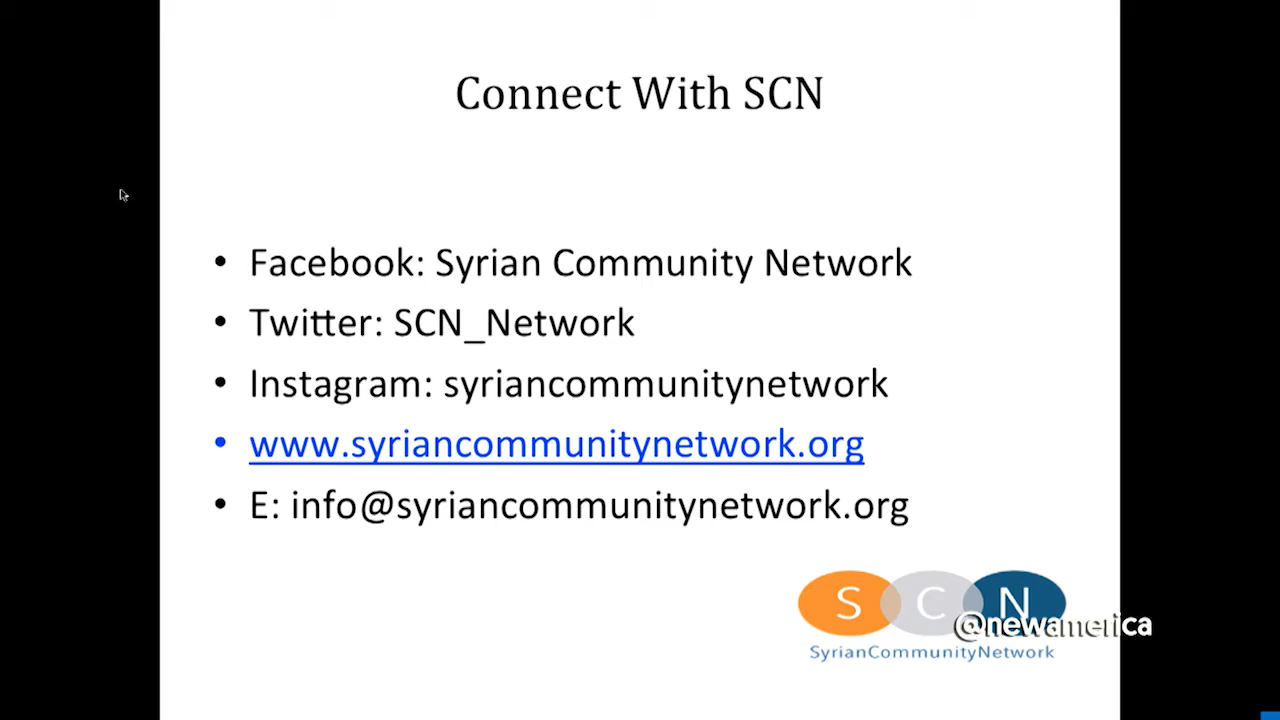 Connect With SCN
• Facebook: Syrian Community Network
• Twitter: SCN_Network
• Instagram: syriancommunitynetwork
• www.syriancommunitynetwork.org
• E: info@syriancommunitynetwork.org
S C N
@newamerica
SyrianCommunityNetwork